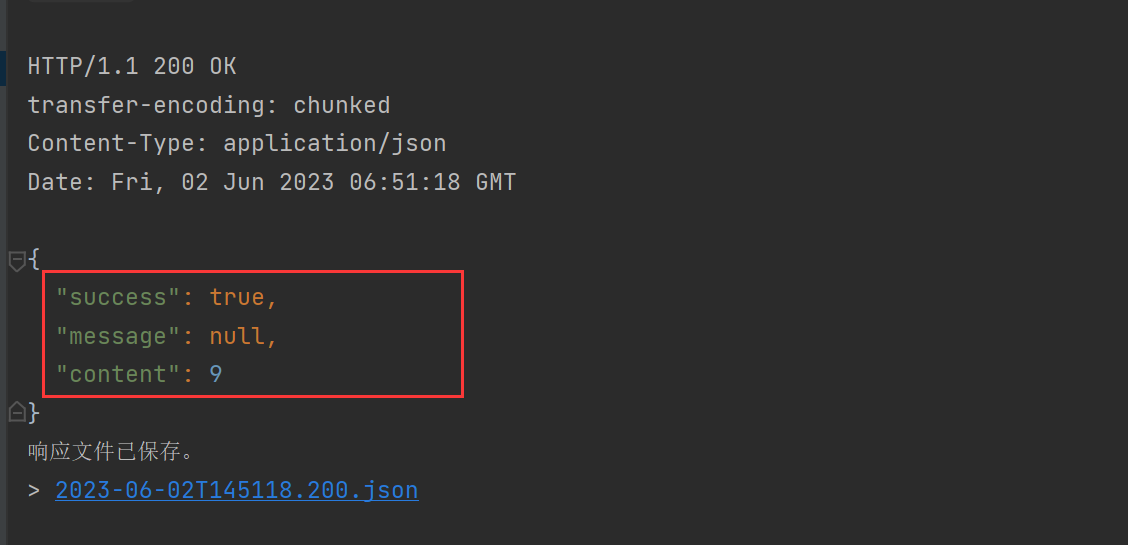 HTTP/1.1 200 OK
transfer-encoding: chunked
Content-Type: application/json
Date: Fri, 02 Jun 2023 06:51:18 GMT
{
"success": true,
"message": null,
"content": 9
}
响应文件已保存。
> 2023-06-02T145118.200.json